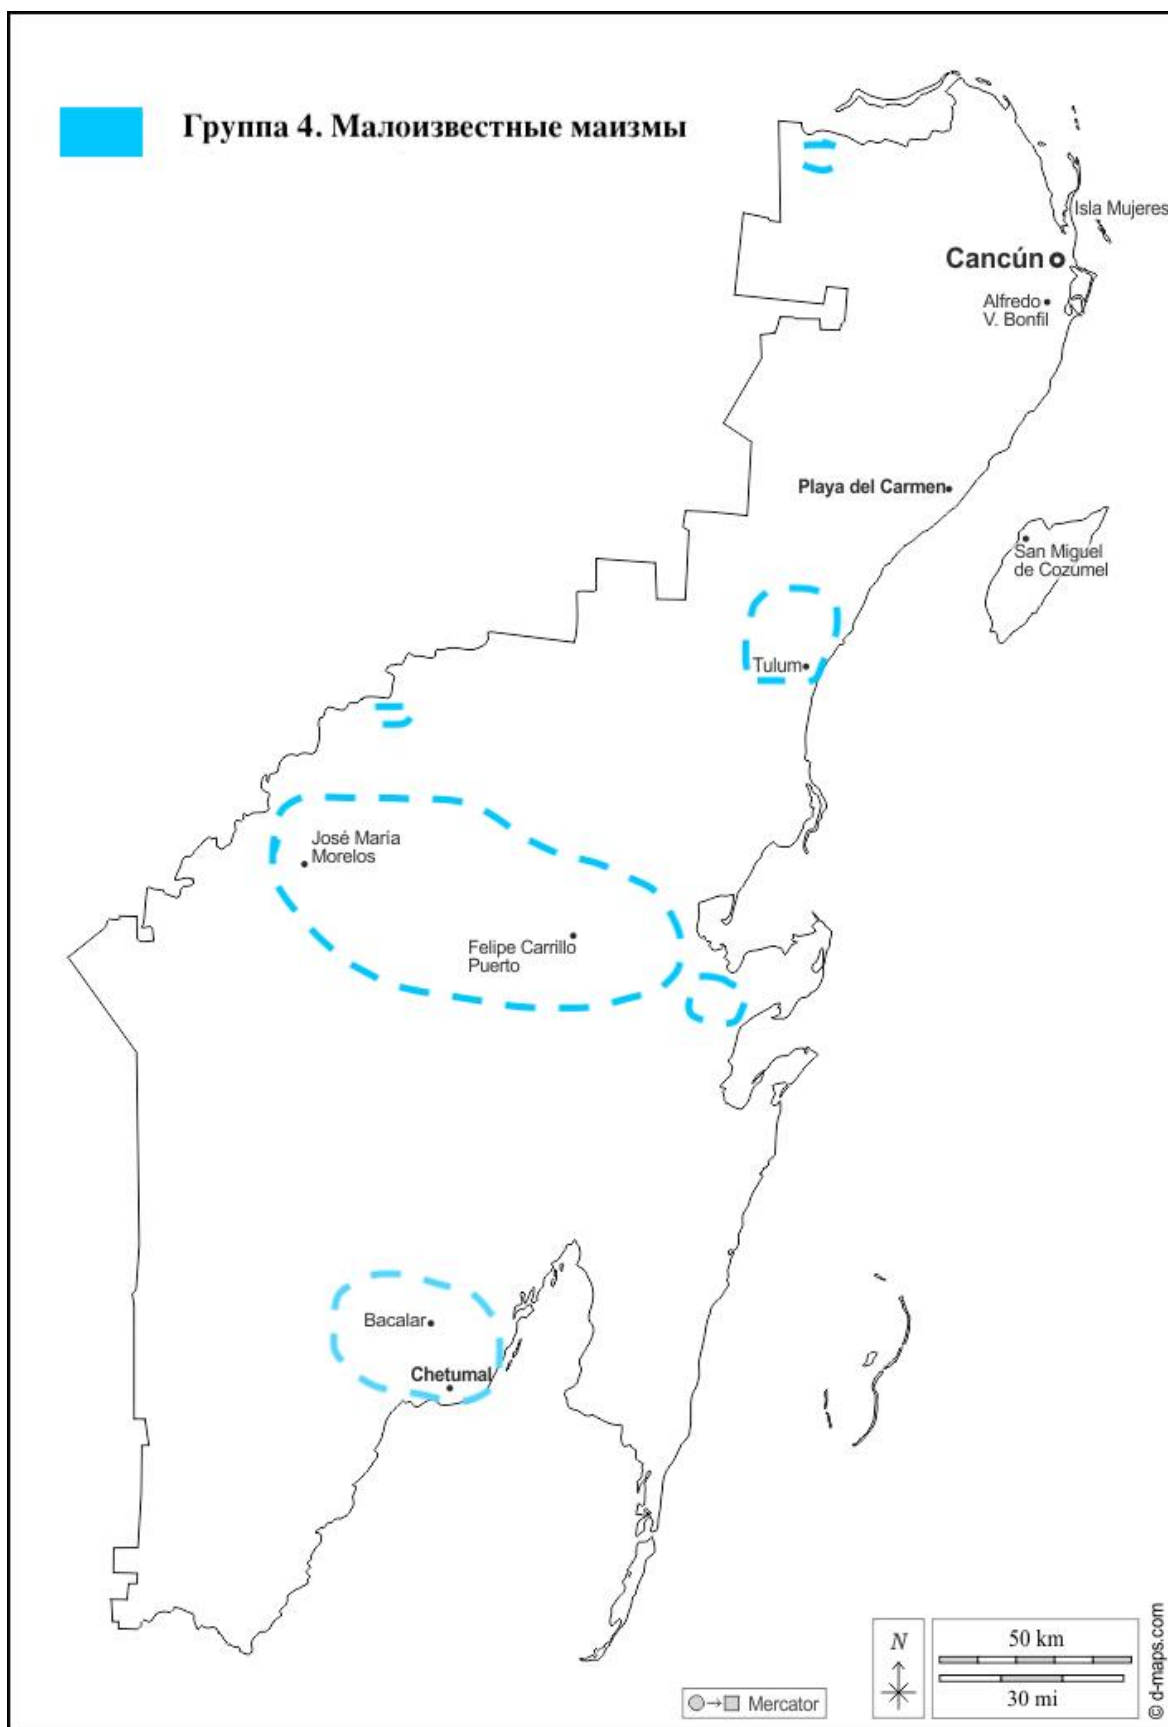 Группа 4. Малоизвестные маизмы
Isla Mujeres
Cancún
Alfredo
V. Bonfil
Playa del Carmen
San Miguel
de Cozumel
Tulum
José María
Morelos
Felipe Carrillo
Puerto
Bacalar
Chetumal
N
50 km
30 mi
Mercator
© d-maps.com